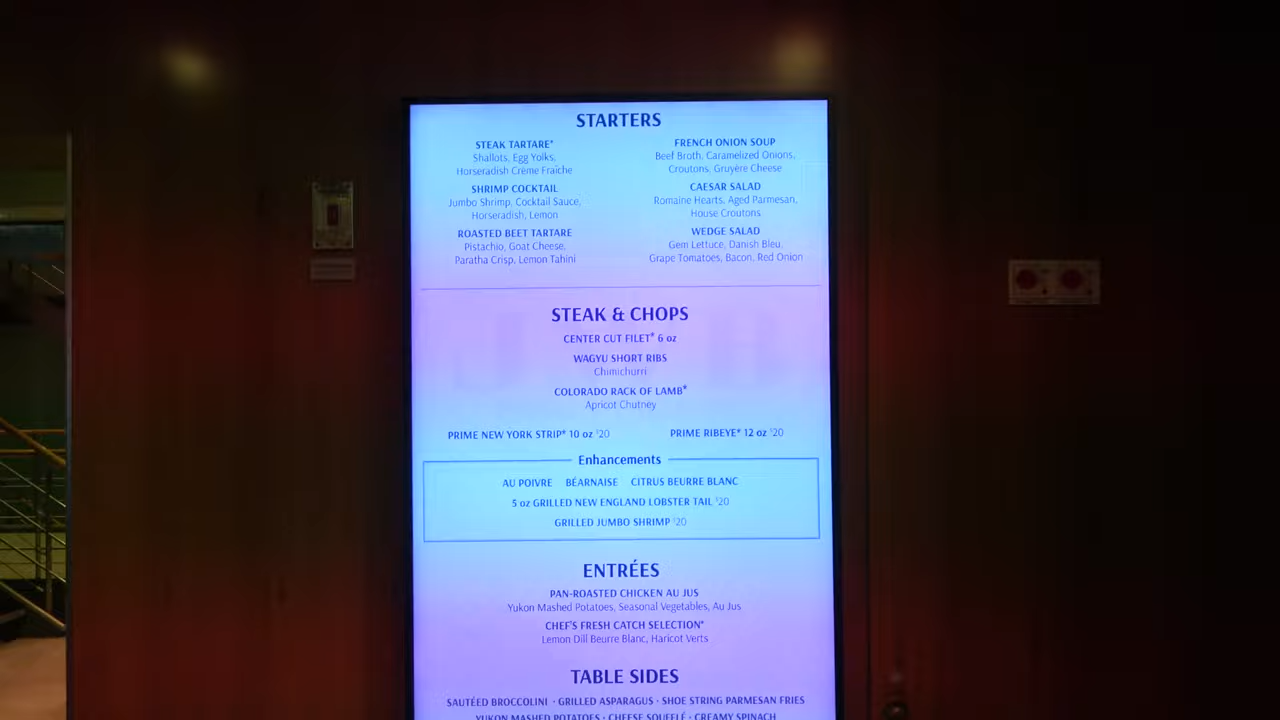 STARTERS
STEAK TARTARE*
Shallots, Egg Yolks,
Horseradish Crème Fraîche
SHRIMP COCKTAIL
Jumbo Shrimp, Cocktail Sauce,
Horseradish, Lemon
ROASTED BEET TARTARE
Pistachio, Goat Cheese,
Paratha Crisp, Lemon Tahini
FRENCH ONION SOUP
Beef Broth, Caramelized Onions,
Croutons, Gruyère Cheese
CAESAR SALAD
Romaine Hearts, Aged Parmesan,
House Croutons
WEDGE SALAD
Gem Lettuce, Danish Bleu,
Grape Tomatoes, Bacon, Red Onion
STEAK & CHOPS
CENTER CUT FILET* 6 oz
WAGYU SHORT RIBS
Chimichurri
COLORADO RACK OF LAMB*
Apricot Chutney
PRIME NEW YORK STRIP* 10 oz $20 PRIME RIBEYE* 12 oz $20
Enhancements
AU POIVRE BÉARNAISE CITRUS BEURRE BLANC
5 oz GRILLED NEW ENGLAND LOBSTER TAIL $20
GRILLED JUMBO SHRIMP $20
ENTRÉES
PAN-ROASTED CHICKEN AU JUS
Yukon Mashed Potatoes, Seasonal Vegetables, Au Jus
CHEF'S FRESH CATCH SELECTION*
Lemon Dill Beurre Blanc, Haricot Verts
TABLE SIDES
SAUTÉED BROCCOLINI · GRILLED ASPARAGUS · SHOE STRING PARMESAN FRIES
YUKON MASHED POTATOES · CHEESE SOUFFLÉ · CREAMY SPINACH